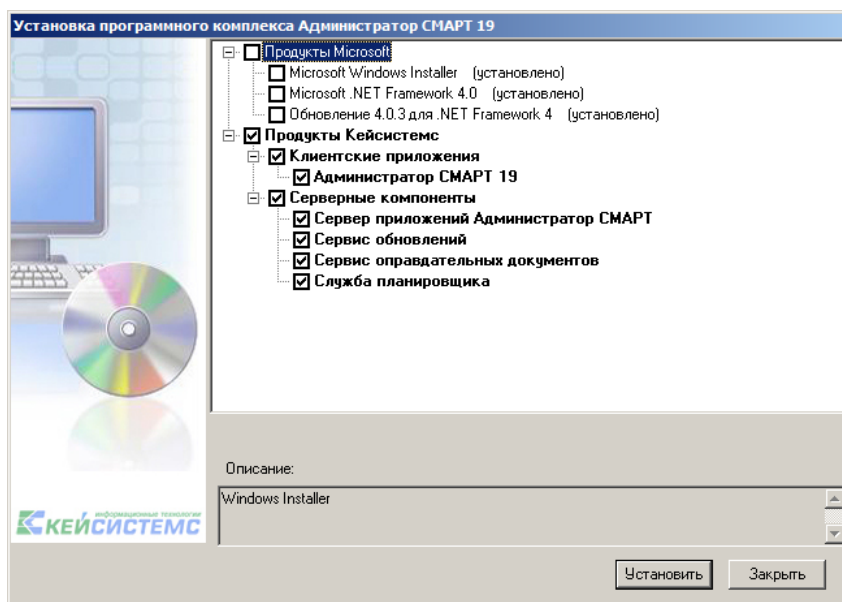 Установка программного комплекса Администратор СМАРТ 19
Продукты Microsoft
Microsoft Windows Installer (установлено)
Microsoft .NET Framework 4.0 (установлено)
Обновление 4.0.3 для .NET Framework 4 (установлено)
Продукты Кейсистемс
Клиентские приложения
Администратор СМАРТ 19
Серверные компоненты
Сервер приложений Администратор СМАРТ
Сервис обновлений
Сервис оправдательных документов
Служба планировщика
Описание:
Windows Installer
информационные технологии
КЕЙСИСТЕМС
Установить Закрыть